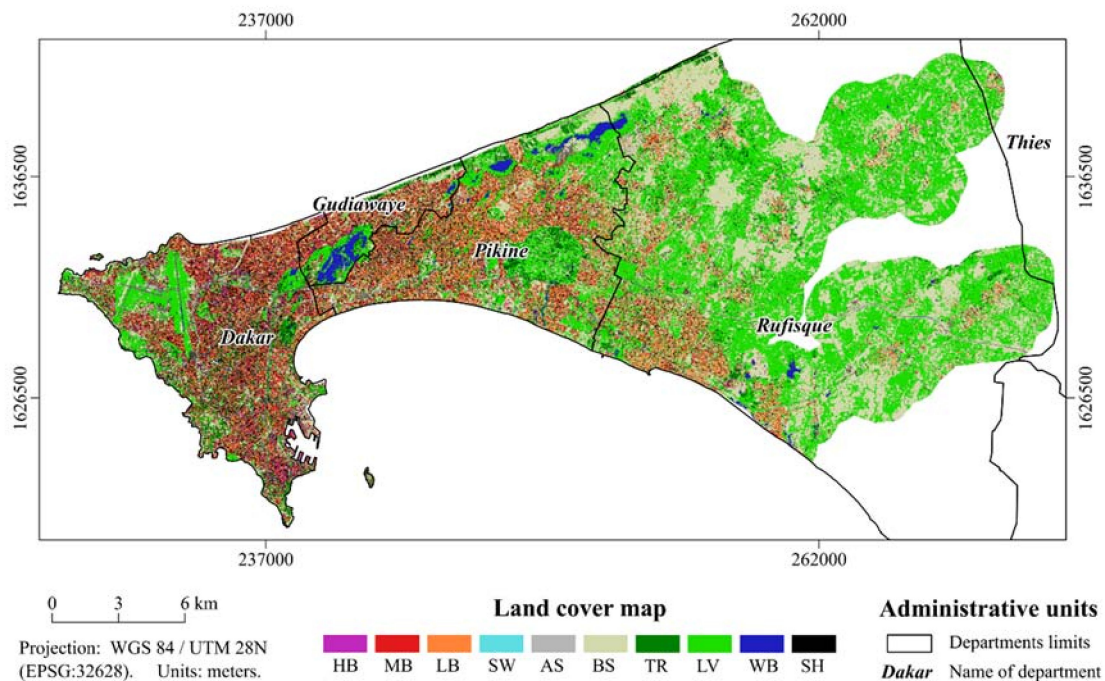 237000 262000
Thies
1636500 1636500
Gudiawaye
Pikine
Dakar Rufisque
1626500 1626500
237000 262000
0 3 6 km
Land cover map
Administrative units
Projection: WGS 84 / UTM 28N
(EPSG:32628). Units: meters.
HB MB LB SW AS BS TR LV WB SH
Departments limits
Dakar Name of department